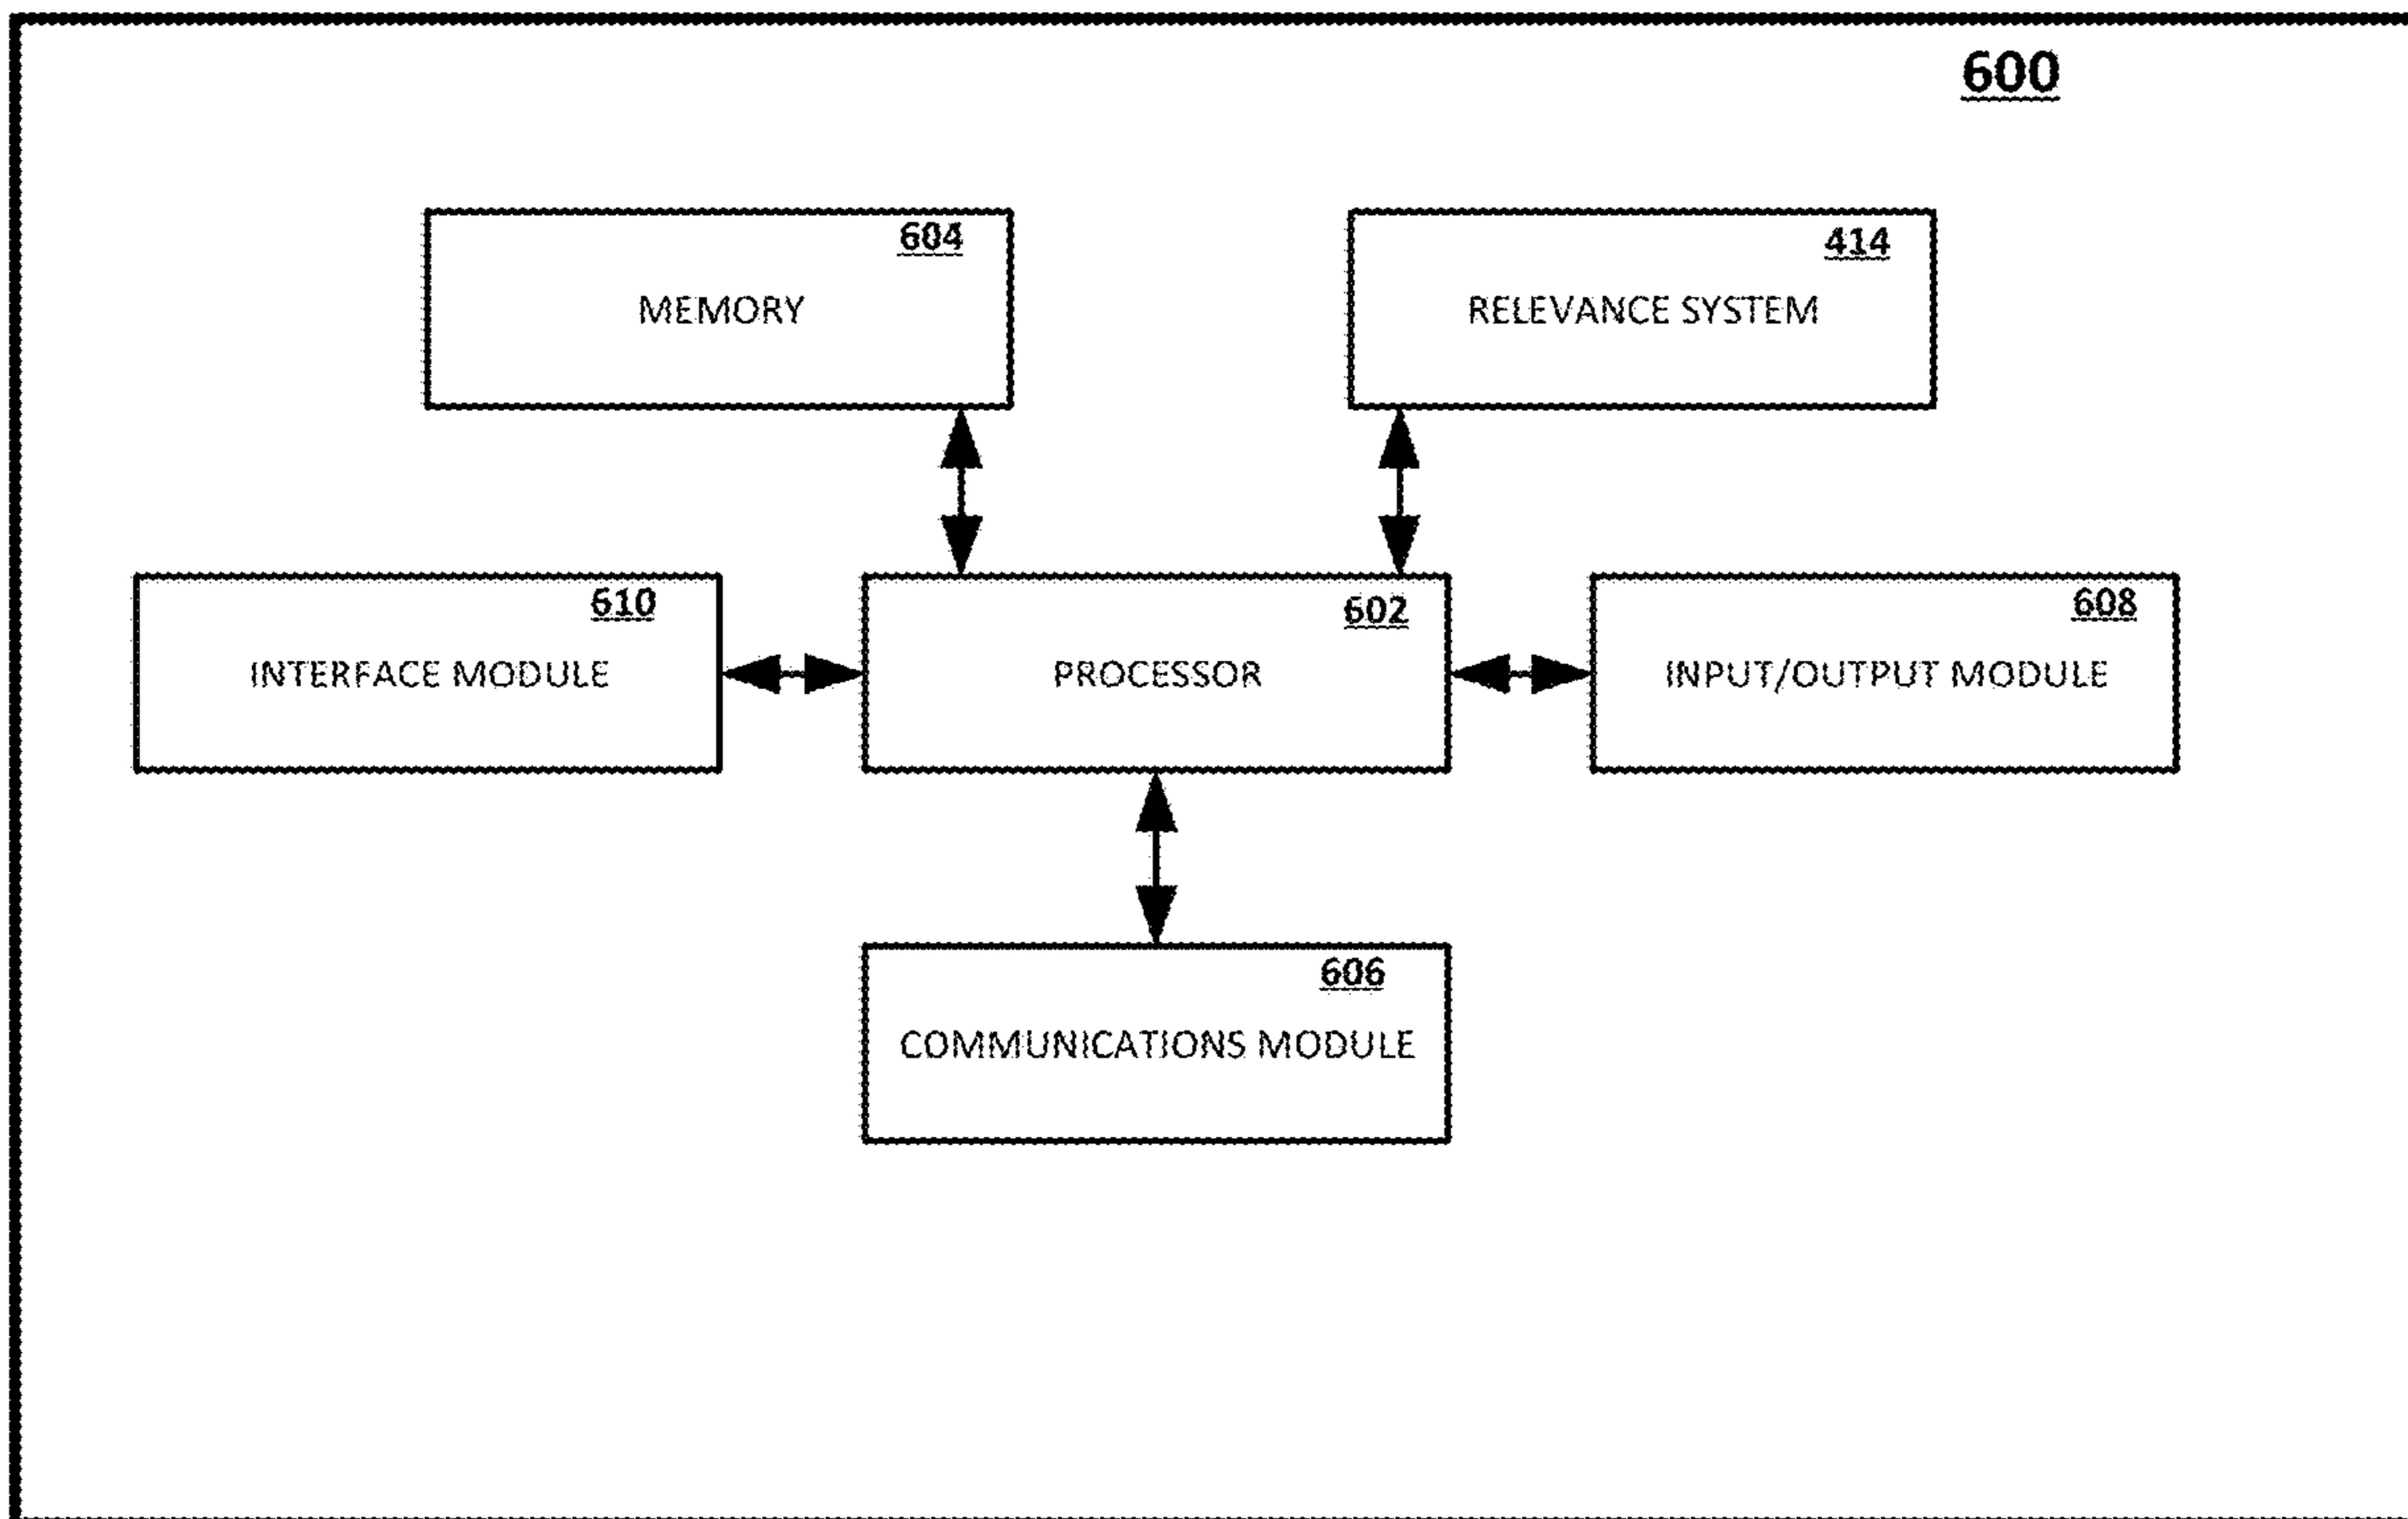 600
604
MEMORY
414
RELEVANCE SYSTEM
610
INTERFACE MODULE
602
PROCESSOR
608
INPUT/OUTPUT MODULE
606
COMMUNICATIONS MODULE